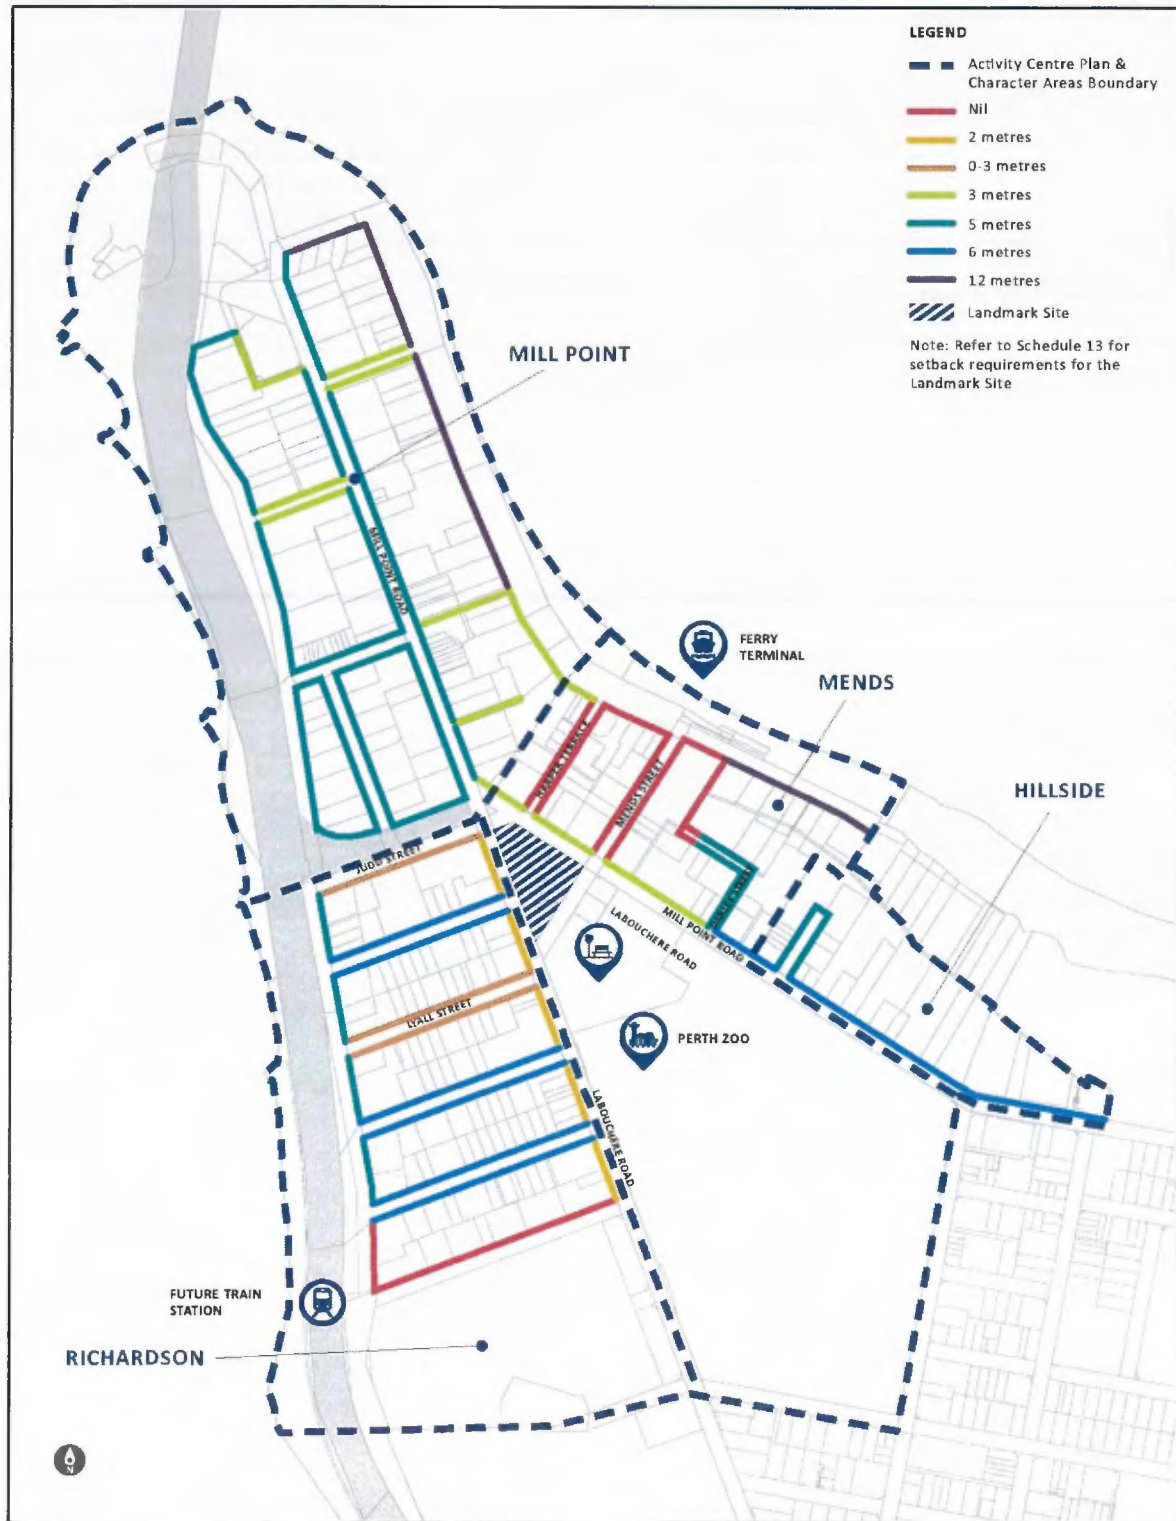 LEGEND
Activity Centre Plan &
Character Areas Boundary
Nil
2 metres
0-3 metres
3 metres
5 metres
6 metres
12 metres
Landmark Site
Note: Refer to Schedule 13 for
setback requirements for the
Landmark Site
MILL POINT
MILL POINT ROAD
FERRY
TERMINAL
MENDS
HARPER TERRACE
MENDS STREET
HILLSIDE
JUDD STREET
MILL POINT ROAD
LABOUCHERE ROAD
LYALL STREET
PERTH ZOO
LABOUCHERE ROAD
FUTURE TRAIN
STATION
RICHARDSON
N